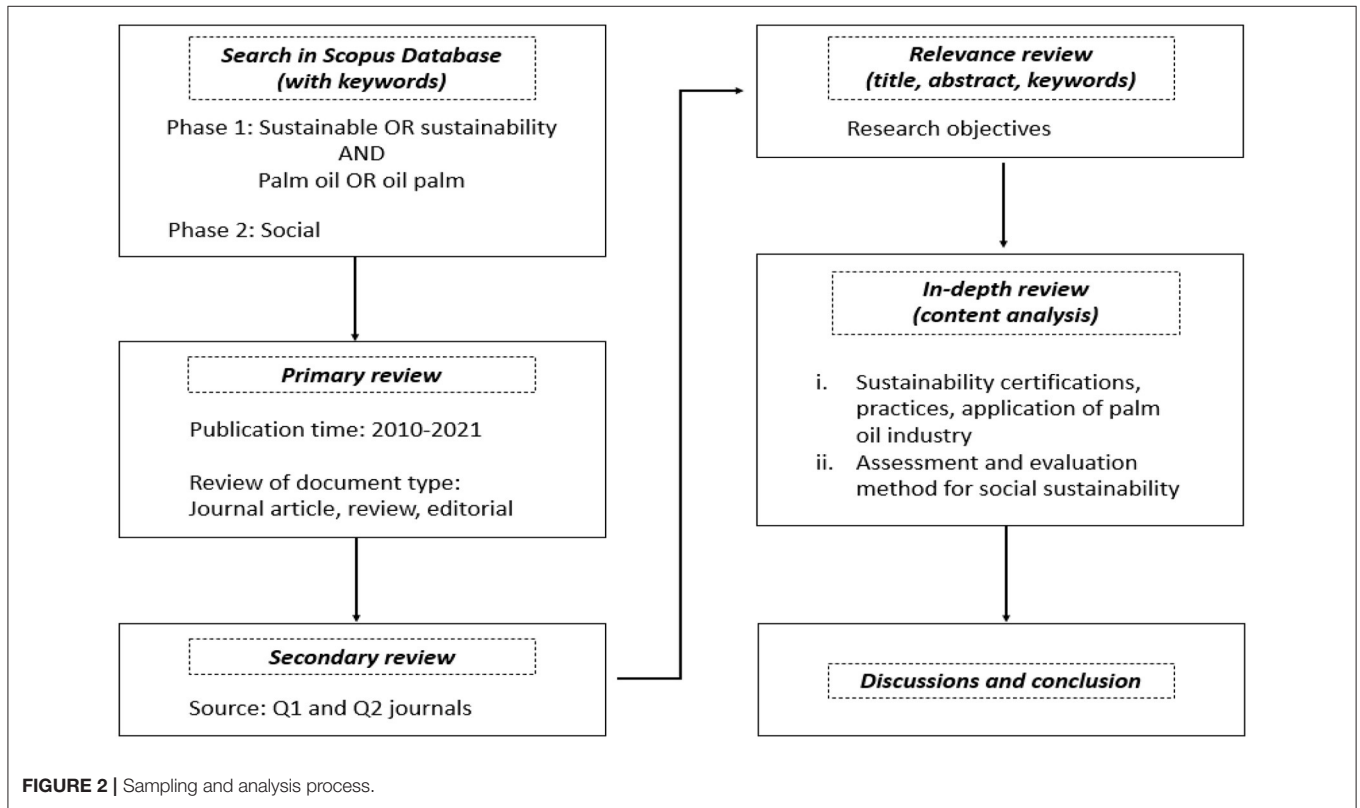 Search in Scopus Database
(with keywords)
Phase 1: Sustainable OR sustainability
AND
Palm oil OR oil palm
Phase 2: Social
Primary review
Publication time: 2010-2021
Review of document type:
Journal article, review, editorial
Secondary review
Source: Q1 and Q2 journals
Relevance review
(title, abstract, keywords)
Research objectives
In-depth review
(content analysis)
i. Sustainability certifications,
practices, application of palm
oil industry
ii. Assessment and evaluation
method for social sustainability
Discussions and conclusion
FIGURE 2 | Sampling and analysis process.